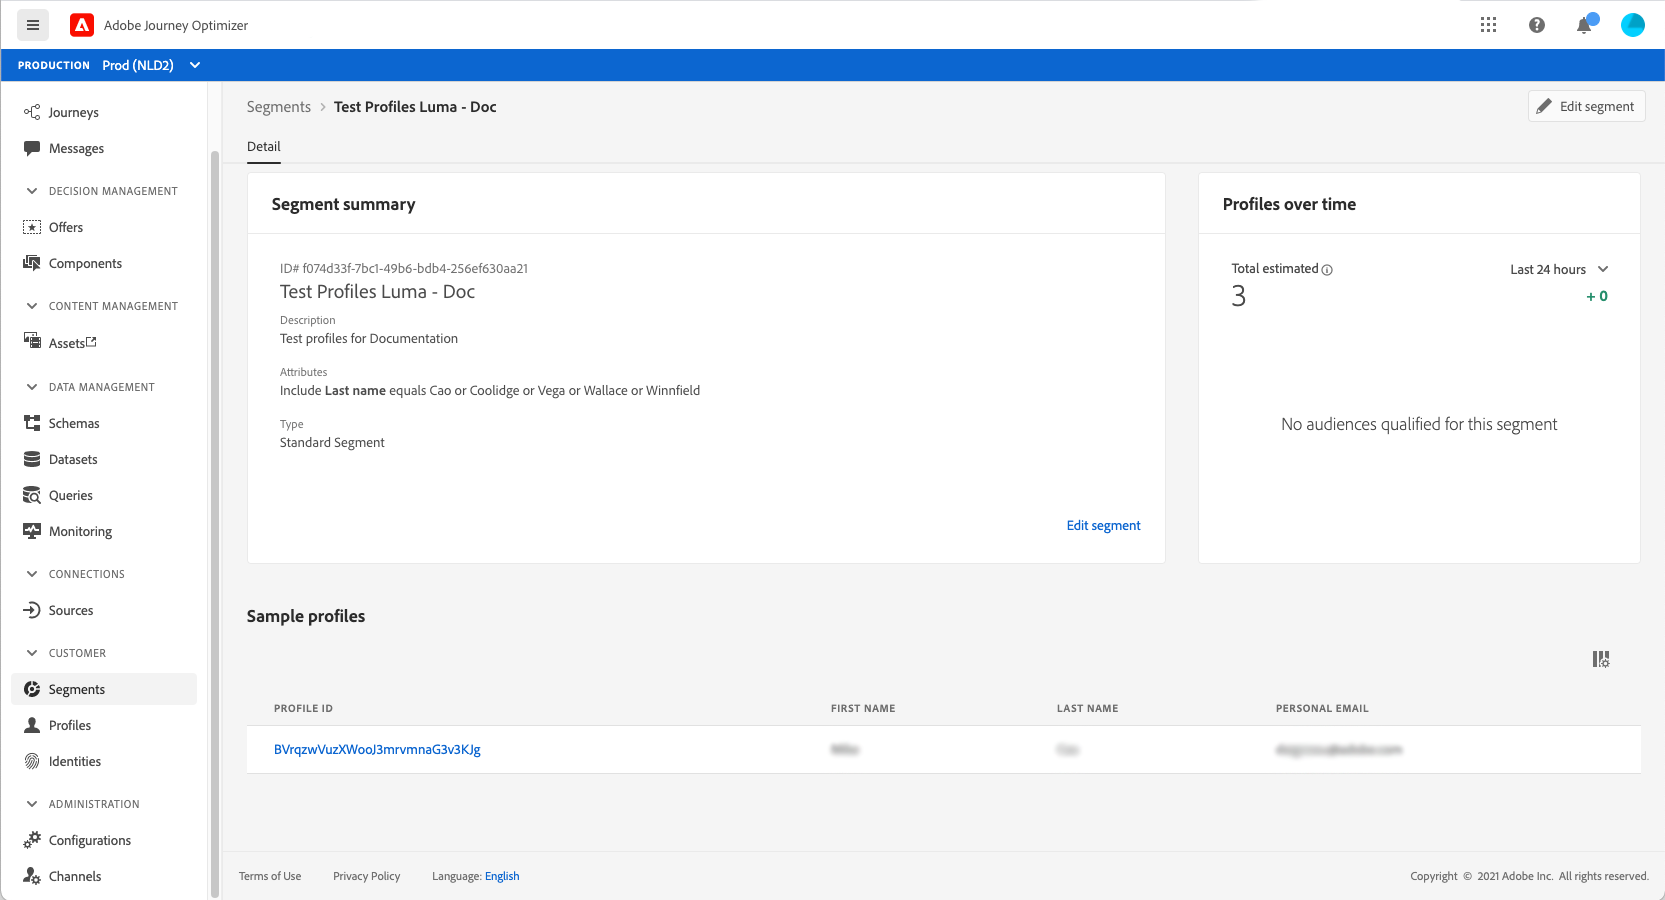 Adobe Journey Optimizer
PRODUCTION Prod (NLD2)
Journeys
Messages
DECISION MANAGEMENT
Offers
Components
CONTENT MANAGEMENT
Assets
DATA MANAGEMENT
Schemas
Datasets
Queries
Monitoring
CONNECTIONS
Sources
CUSTOMER
Segments
Profiles
Identities
ADMINISTRATION
Configurations
Channels
Segments > Test Profiles Luma - Doc
Edit segment
Detail
Segment summary
ID# f074d33f-7bc1-49b6-bdb4-256ef630aa21
Test Profiles Luma - Doc
Description
Test profiles for Documentation
Attributes
Include Last name equals Cao or Coolidge or Vega or Wallace or Winnfield
Type
Standard Segment
Edit segment
Profiles over time
Total estimated
Last 24 hours
3
+ 0
No audiences qualified for this segment
Sample profiles
PROFILE ID FIRST NAME LAST NAME PERSONAL EMAIL
BVrqzwVuzXWooJ3mrvmnaG3v3KJg
Terms of Use Privacy Policy Language: English
Copyright © 2021 Adobe Inc. All rights reserved.